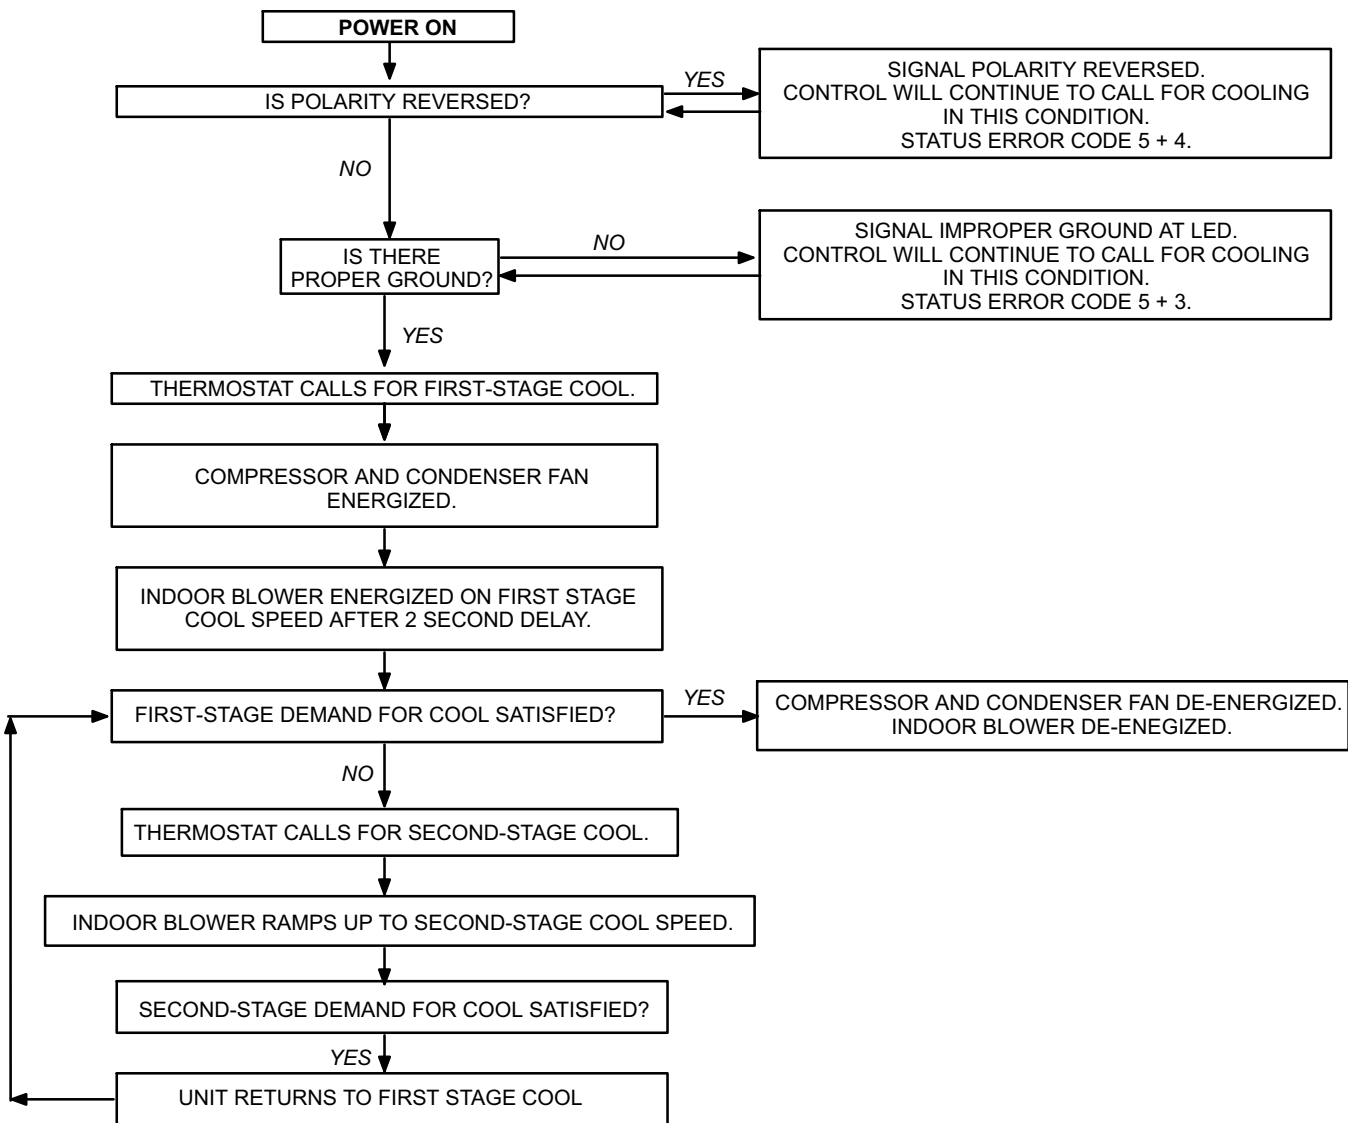 POWER ON
IS POLARITY REVERSED?
YES
SIGNAL POLARITY REVERSED.
CONTROL WILL CONTINUE TO CALL FOR COOLING
IN THIS CONDITION.
STATUS ERROR CODE 5 + 4.
NO
IS THERE
PROPER GROUND?
NO
SIGNAL IMPROPER GROUND AT LED.
CONTROL WILL CONTINUE TO CALL FOR COOLING
IN THIS CONDITION.
STATUS ERROR CODE 5 + 3.
YES
THERMOSTAT CALLS FOR FIRST-STAGE COOL.
COMPRESSOR AND CONDENSER FAN
ENERGIZED.
INDOOR BLOWER ENERGIZED ON FIRST STAGE
COOL SPEED AFTER 2 SECOND DELAY.
FIRST-STAGE DEMAND FOR COOL SATISFIED?
YES
COMPRESSOR AND CONDENSER FAN DE-ENERGIZED.
INDOOR BLOWER DE-ENEGIZED.
NO
THERMOSTAT CALLS FOR SECOND-STAGE COOL.
INDOOR BLOWER RAMPS UP TO SECOND-STAGE COOL SPEED.
SECOND-STAGE DEMAND FOR COOL SATISFIED?
YES
UNIT RETURNS TO FIRST STAGE COOL